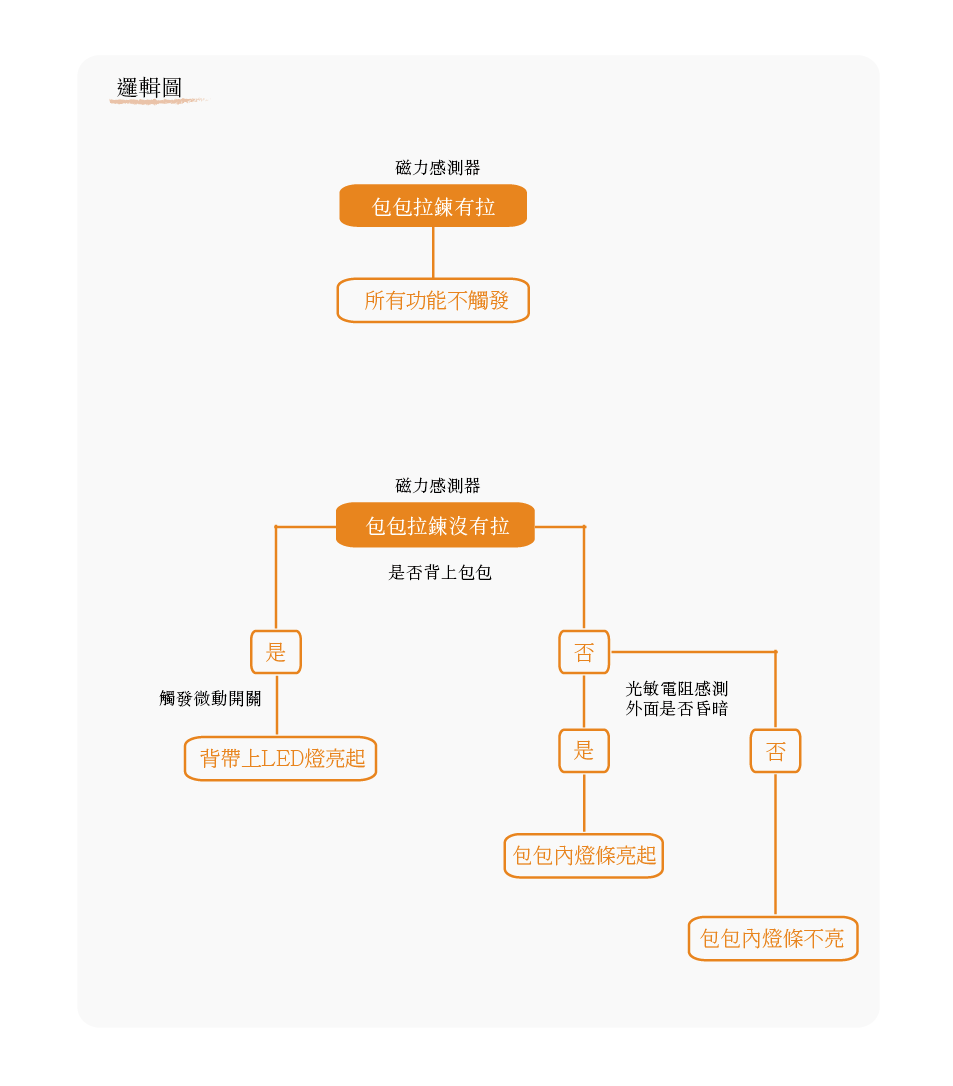 邏輯圖
磁力感測器
包包拉鍊有拉
所有功能不觸發
磁力感測器
包包拉鍊沒有拉
是否背上包包
是
否
觸發微動開關
光敏電阻感測
外面是否昏暗
背帶上LED燈亮起
是
否
包包內燈條亮起
包包內燈條不亮